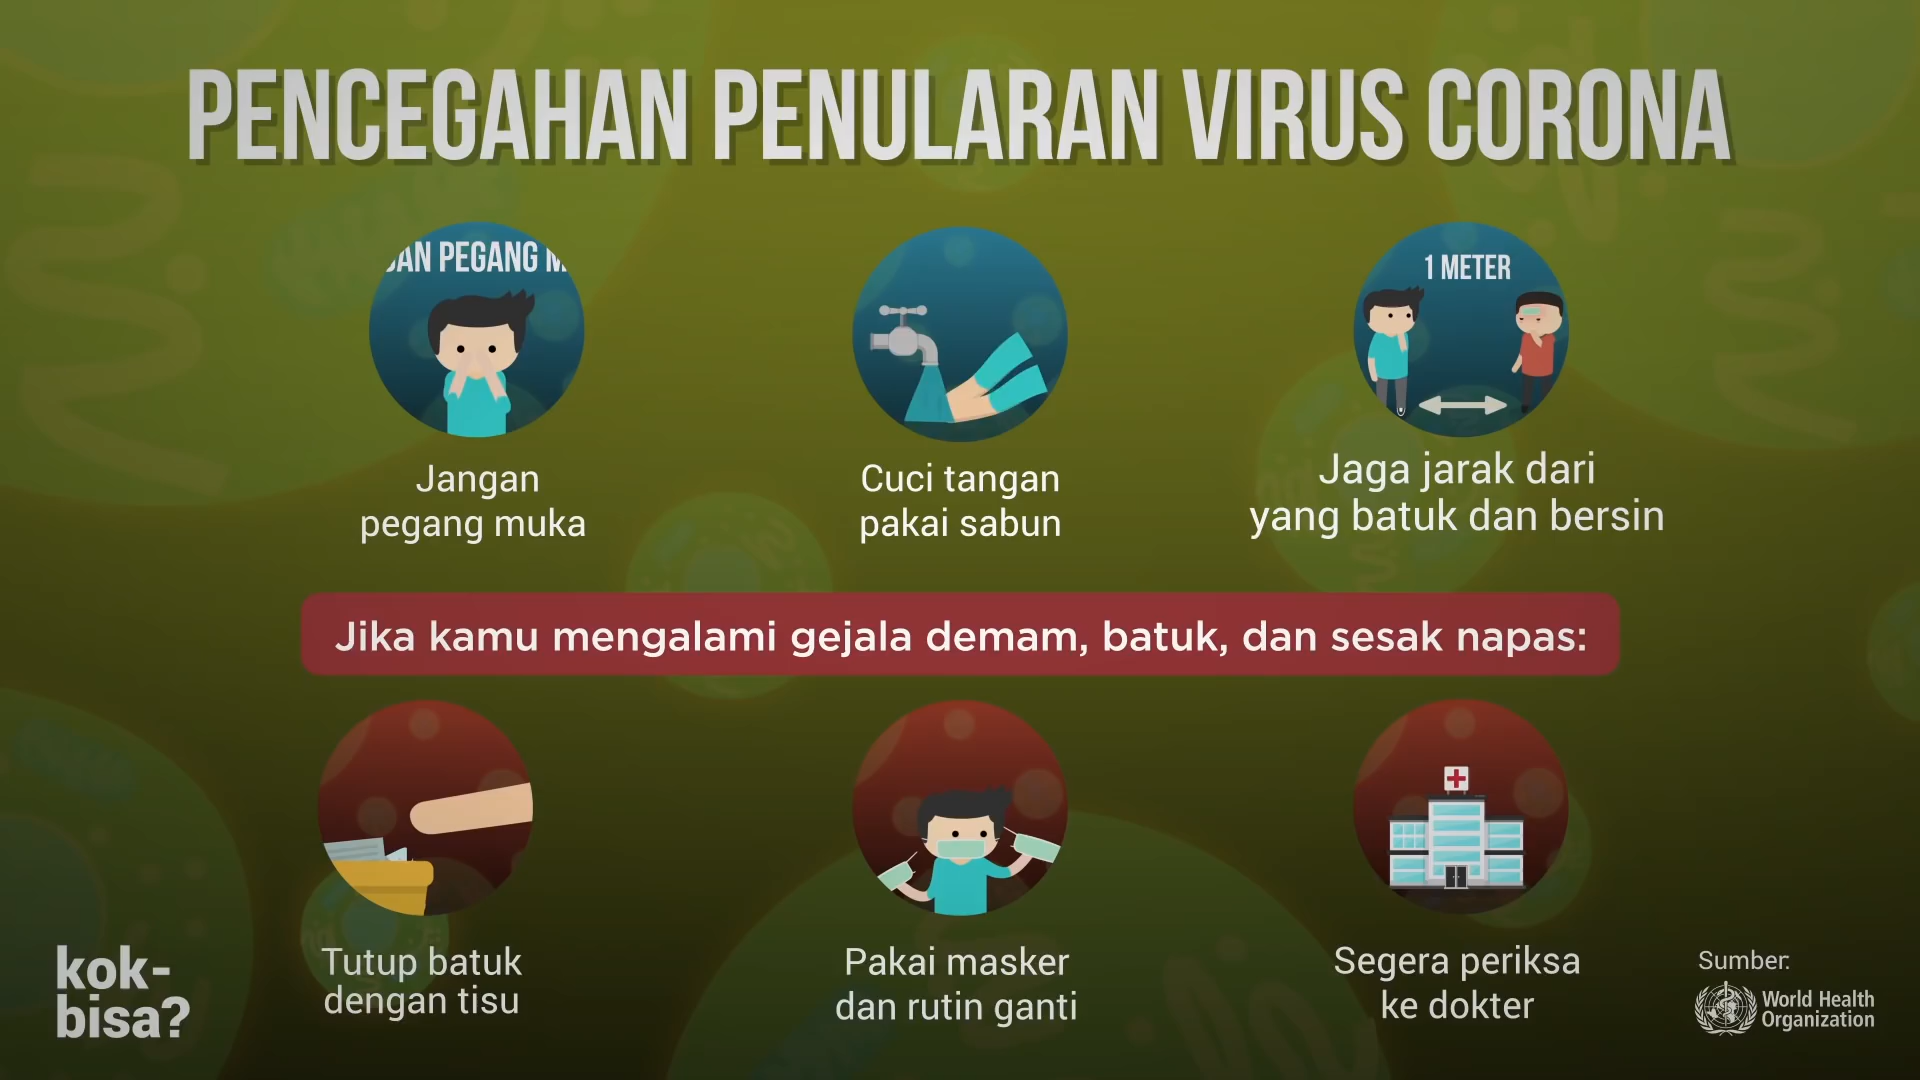 PENCEGAHAN PENULARAN VIRUS CORONA
PEGANG
1 METER
Jangan
pegang muka
Cuci tangan
pakai sabun
Jaga jarak dari
yang batuk dan bersin
Jika kamu mengalami gejala demam, batuk, dan sesak napas:
Tutup batuk
dengan tisu
Pakai masker
dan rutin ganti
Segera periksa
ke dokter
kok-
bisa?
Sumber:
World Health
Organization